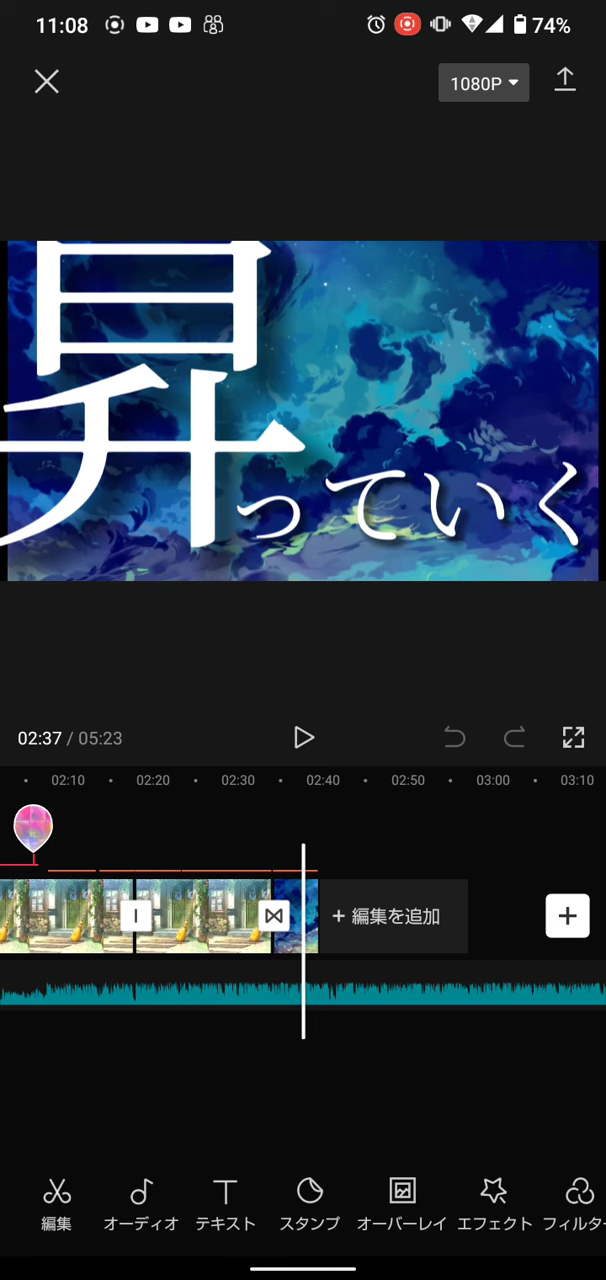 11:08
74%
1080P
昇っていく
02:37 / 05:23
02:10 02:20 02:30 02:40 02:50 03:00 03:10
+ 編集を追加
編集 オーディオ テキスト スタンプ オーバーレイ エフェクト フィルター